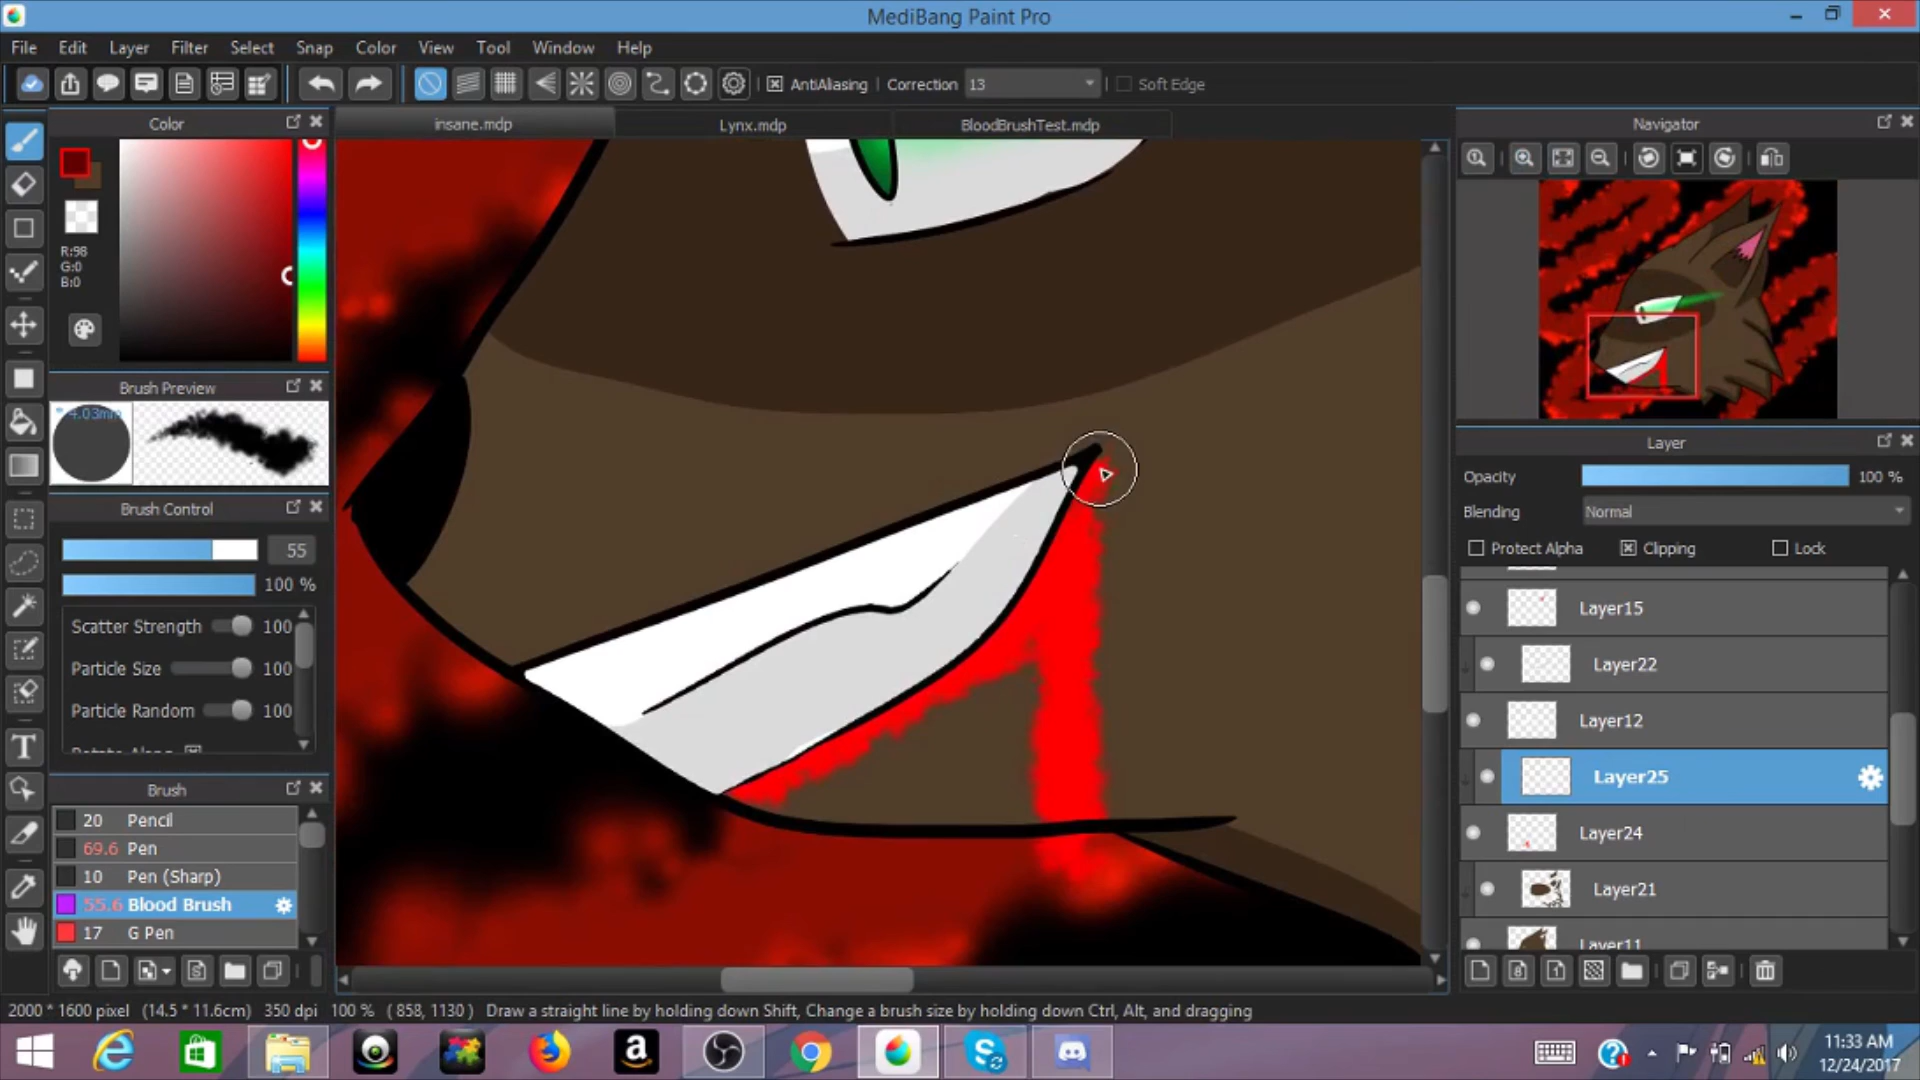 MediBang Paint Pro
File Edit Layer Filter Select Snap Color View Tool Window Help
AntiAliasing Correction 13 Soft Edge
Color
insane.mdp Lynx.mdp BloodBrushTest.mdp
Navigator
R:98
G:0
B:0
Brush Preview
* 4.03mm
Layer
Opacity 100 %
Blending Normal
Protect Alpha Clipping Lock
Brush Control
55
100 %
Scatter Strength 100
Particle Size 100
Particle Random 100
Layer15
Layer22
Layer12
Layer25
Layer24
Layer21
Layer11
Brush
20 Pencil
69.6 Pen
10 Pen (Sharp)
55.6 Blood Brush
17 G Pen
2000 * 1600 pixel (14.5 * 11.6cm) 350 dpi 100 % ( 858, 1130 ) Draw a straight line by holding down Shift, Change a brush size by holding down Ctrl, Alt, and dragging
11:33 AM
12/24/2017